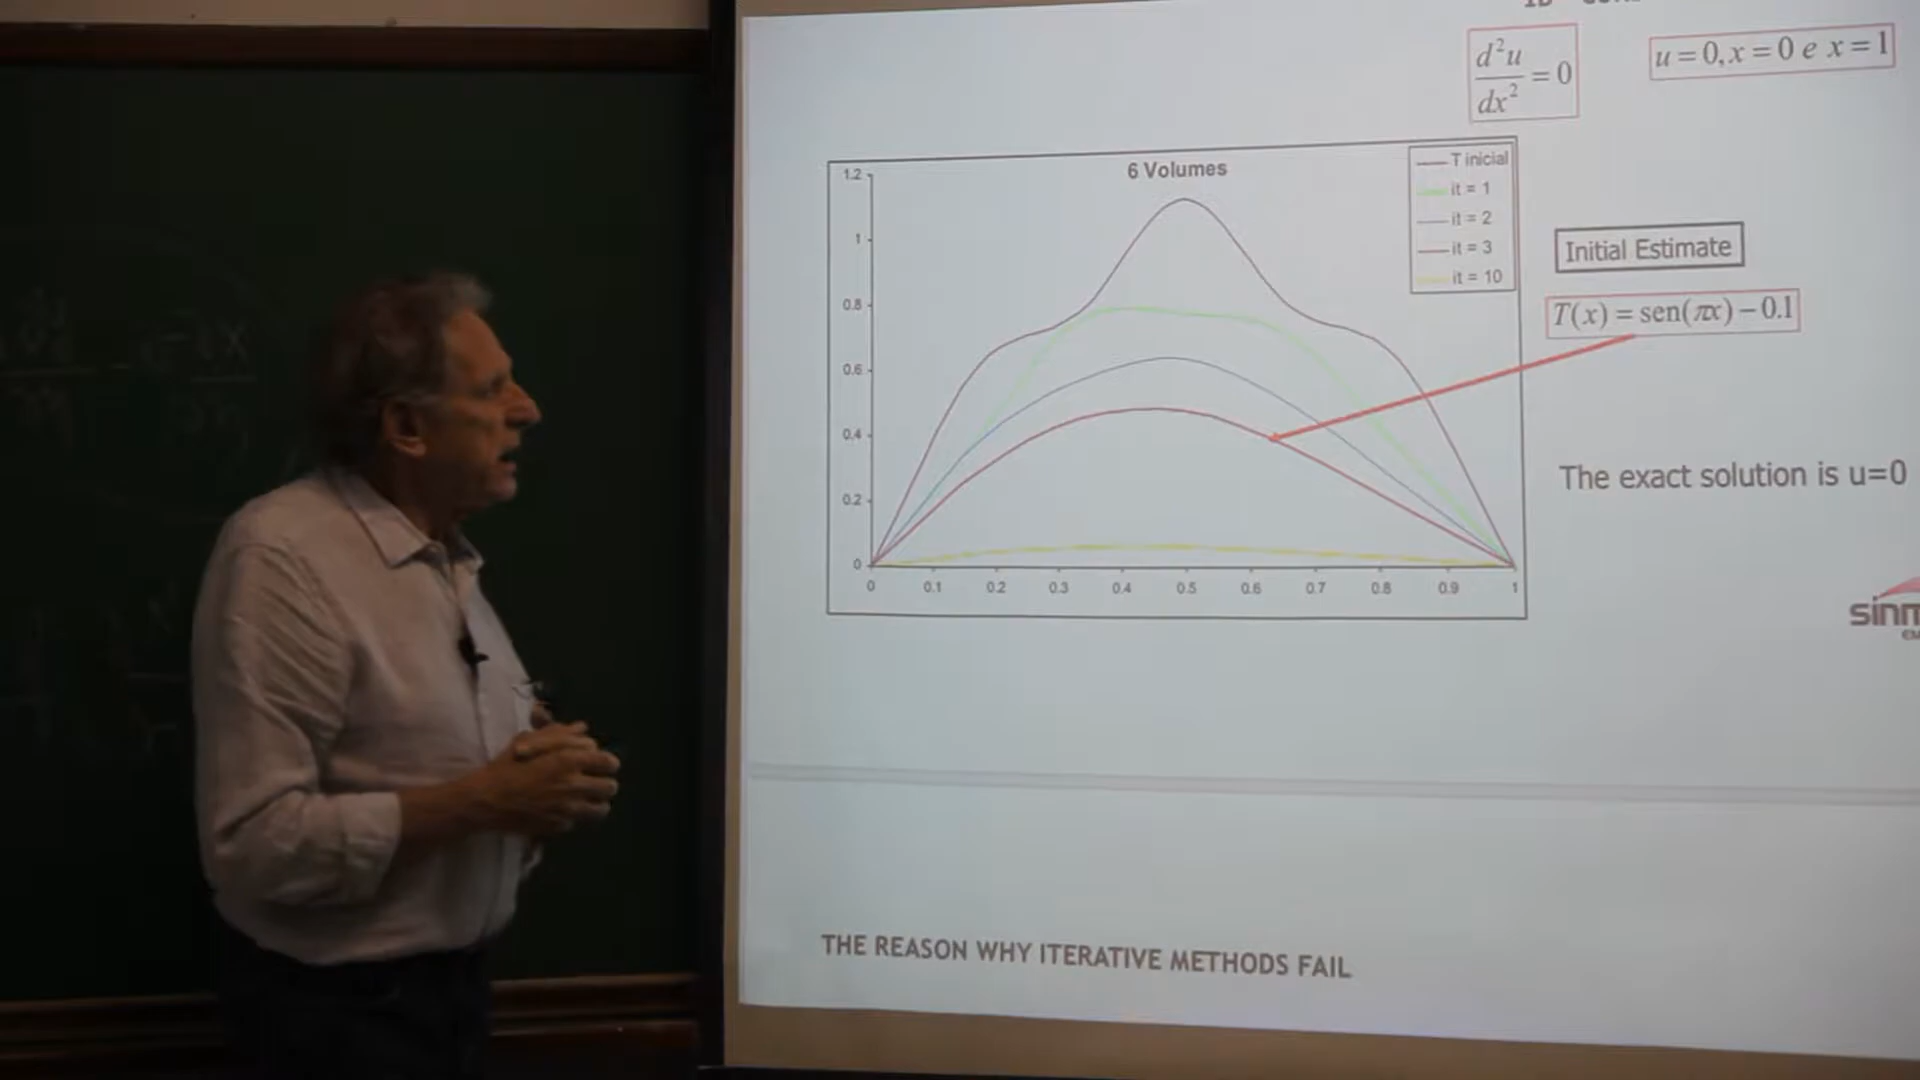 d²u/dx² = 0
u = 0, x = 0 e x = 1
6 Volumes
T inicial
it = 1
it = 2
it = 3
it = 10
1.2
1
0.8
0.6
0.4
0.2
0
0 0.1 0.2 0.3 0.4 0.5 0.6 0.7 0.8 0.9 1
Initial Estimate
T(x) = sen(πx) − 0.1
The exact solution is u=0
THE REASON WHY ITERATIVE METHODS FAIL